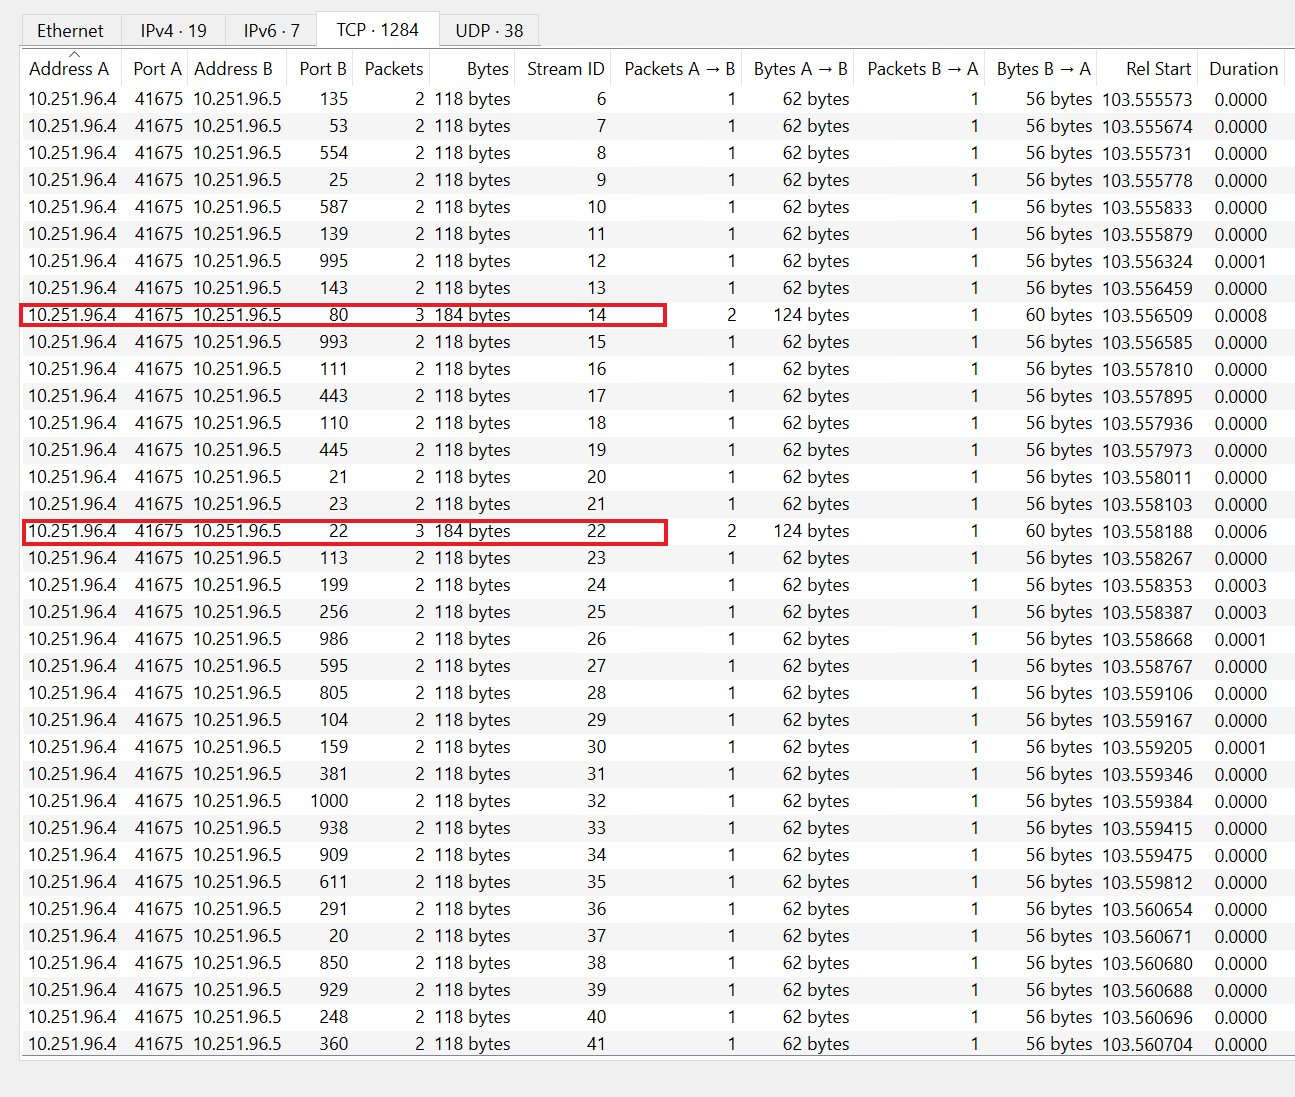 Ethernet IPv4 · 19 IPv6 · 7 TCP · 1284 UDP · 38
Address A Port A Address B Port B Packets Bytes Stream ID Packets A → B Bytes A → B Packets B → A Bytes B → A Rel Start Duration
10.251.96.4 41675 10.251.96.5 135 2 118 bytes 6 1 62 bytes 1 56 bytes 103.555573 0.0000
10.251.96.4 41675 10.251.96.5 53 2 118 bytes 7 1 62 bytes 1 56 bytes 103.555674 0.0000
10.251.96.4 41675 10.251.96.5 554 2 118 bytes 8 1 62 bytes 1 56 bytes 103.555731 0.0000
10.251.96.4 41675 10.251.96.5 25 2 118 bytes 9 1 62 bytes 1 56 bytes 103.555778 0.0000
10.251.96.4 41675 10.251.96.5 587 2 118 bytes 10 1 62 bytes 1 56 bytes 103.555833 0.0000
10.251.96.4 41675 10.251.96.5 139 2 118 bytes 11 1 62 bytes 1 56 bytes 103.555879 0.0000
10.251.96.4 41675 10.251.96.5 995 2 118 bytes 12 1 62 bytes 1 56 bytes 103.556324 0.0001
10.251.96.4 41675 10.251.96.5 143 2 118 bytes 13 1 62 bytes 1 56 bytes 103.556459 0.0000
10.251.96.4 41675 10.251.96.5 80 3 184 bytes 14 2 124 bytes 1 60 bytes 103.556509 0.0008
10.251.96.4 41675 10.251.96.5 993 2 118 bytes 15 1 62 bytes 1 56 bytes 103.556585 0.0000
10.251.96.4 41675 10.251.96.5 111 2 118 bytes 16 1 62 bytes 1 56 bytes 103.557810 0.0000
10.251.96.4 41675 10.251.96.5 443 2 118 bytes 17 1 62 bytes 1 56 bytes 103.557895 0.0000
10.251.96.4 41675 10.251.96.5 110 2 118 bytes 18 1 62 bytes 1 56 bytes 103.557936 0.0000
10.251.96.4 41675 10.251.96.5 445 2 118 bytes 19 1 62 bytes 1 56 bytes 103.557973 0.0000
10.251.96.4 41675 10.251.96.5 21 2 118 bytes 20 1 62 bytes 1 56 bytes 103.558011 0.0000
10.251.96.4 41675 10.251.96.5 23 2 118 bytes 21 1 62 bytes 1 56 bytes 103.558103 0.0000
10.251.96.4 41675 10.251.96.5 22 3 184 bytes 22 2 124 bytes 1 60 bytes 103.558188 0.0006
10.251.96.4 41675 10.251.96.5 113 2 118 bytes 23 1 62 bytes 1 56 bytes 103.558267 0.0000
10.251.96.4 41675 10.251.96.5 199 2 118 bytes 24 1 62 bytes 1 56 bytes 103.558353 0.0003
10.251.96.4 41675 10.251.96.5 256 2 118 bytes 25 1 62 bytes 1 56 bytes 103.558387 0.0003
10.251.96.4 41675 10.251.96.5 986 2 118 bytes 26 1 62 bytes 1 56 bytes 103.558668 0.0001
10.251.96.4 41675 10.251.96.5 595 2 118 bytes 27 1 62 bytes 1 56 bytes 103.558767 0.0000
10.251.96.4 41675 10.251.96.5 805 2 118 bytes 28 1 62 bytes 1 56 bytes 103.559106 0.0000
10.251.96.4 41675 10.251.96.5 104 2 118 bytes 29 1 62 bytes 1 56 bytes 103.559167 0.0000
10.251.96.4 41675 10.251.96.5 159 2 118 bytes 30 1 62 bytes 1 56 bytes 103.559205 0.0001
10.251.96.4 41675 10.251.96.5 381 2 118 bytes 31 1 62 bytes 1 56 bytes 103.559346 0.0000
10.251.96.4 41675 10.251.96.5 1000 2 118 bytes 32 1 62 bytes 1 56 bytes 103.559384 0.0000
10.251.96.4 41675 10.251.96.5 938 2 118 bytes 33 1 62 bytes 1 56 bytes 103.559415 0.0000
10.251.96.4 41675 10.251.96.5 909 2 118 bytes 34 1 62 bytes 1 56 bytes 103.559475 0.0000
10.251.96.4 41675 10.251.96.5 611 2 118 bytes 35 1 62 bytes 1 56 bytes 103.559812 0.0000
10.251.96.4 41675 10.251.96.5 291 2 118 bytes 36 1 62 bytes 1 56 bytes 103.560654 0.0000
10.251.96.4 41675 10.251.96.5 20 2 118 bytes 37 1 62 bytes 1 56 bytes 103.560671 0.0000
10.251.96.4 41675 10.251.96.5 850 2 118 bytes 38 1 62 bytes 1 56 bytes 103.560680 0.0000
10.251.96.4 41675 10.251.96.5 929 2 118 bytes 39 1 62 bytes 1 56 bytes 103.560688 0.0000
10.251.96.4 41675 10.251.96.5 248 2 118 bytes 40 1 62 bytes 1 56 bytes 103.560696 0.0000
10.251.96.4 41675 10.251.96.5 360 2 118 bytes 41 1 62 bytes 1 56 bytes 103.560704 0.0000